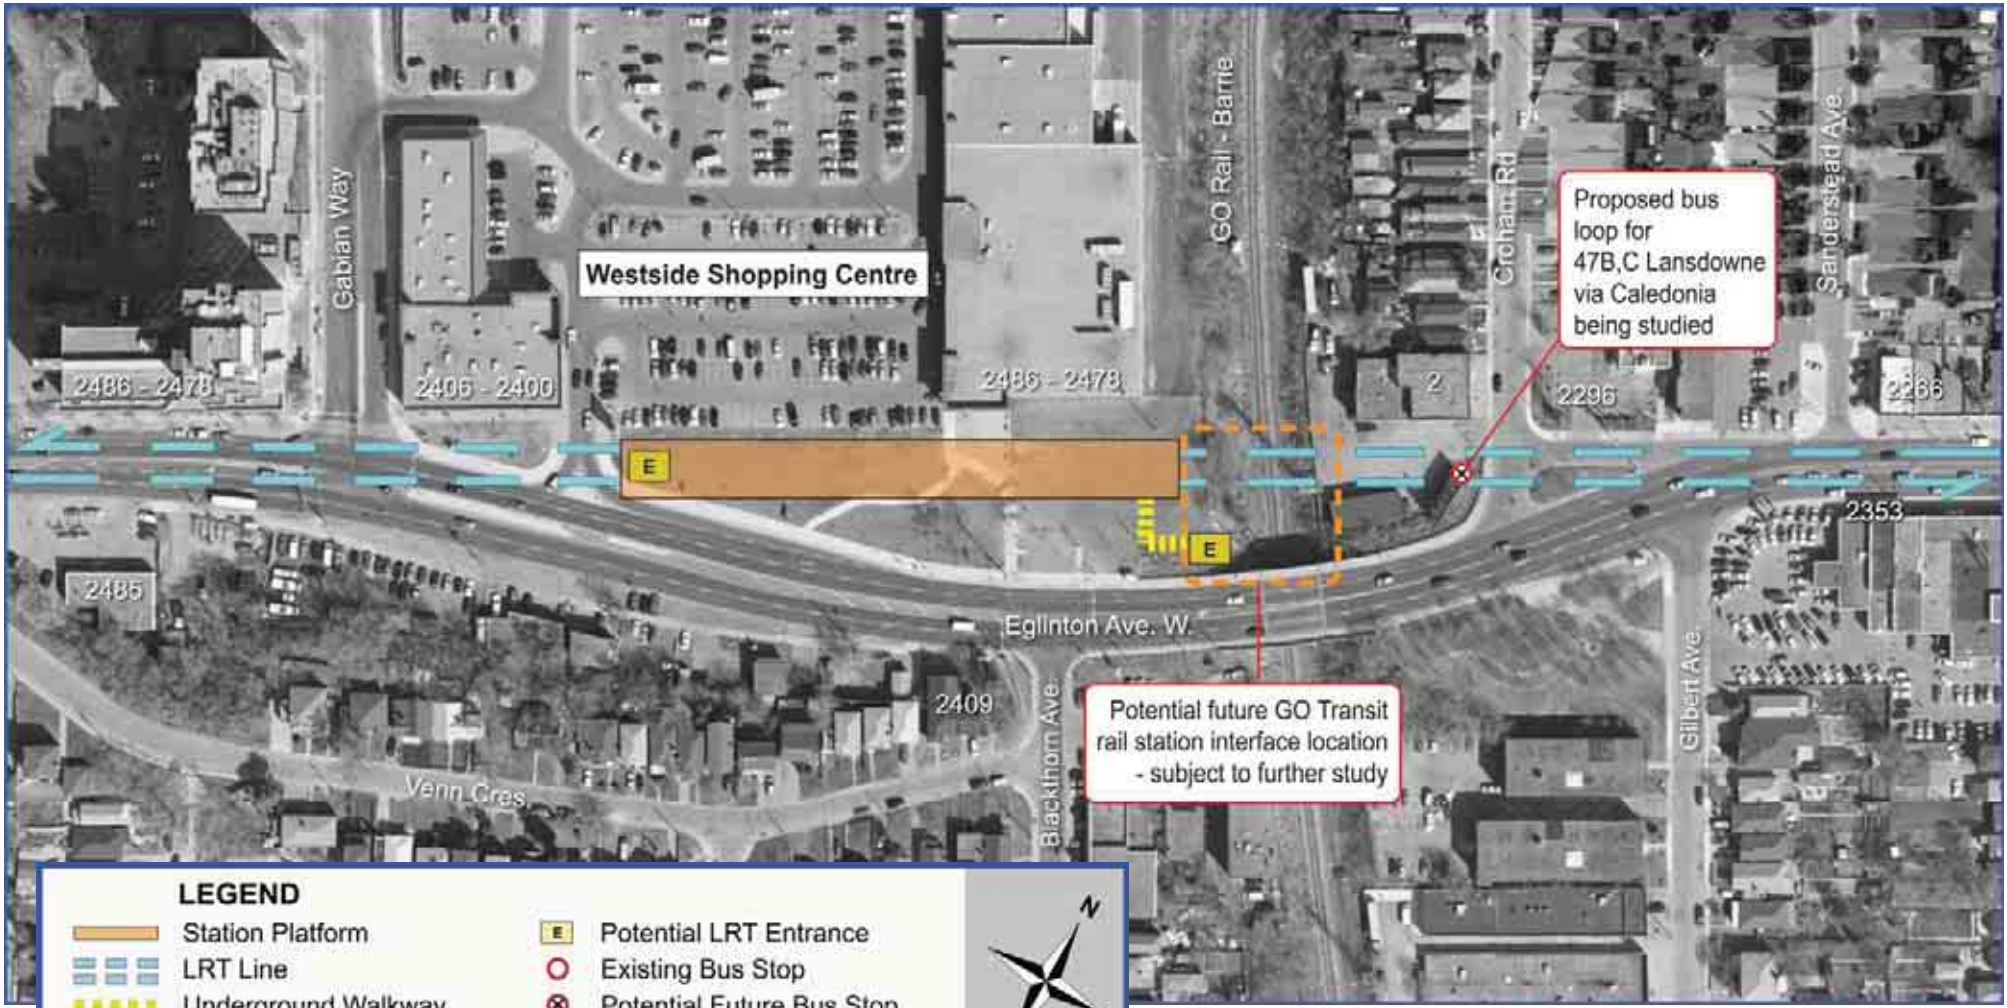 Gabian Way
GO Rail - Barrie
Croham Rd
Sanderstead Ave.
Proposed bus
loop for
47B,C Lansdowne
via Caledonia
being studied
Westside Shopping Centre
2486 - 2478
2406 - 2400
2486 - 2478
2
2296
2266
E
E
2353
2485
Eglinton Ave. W.
2409
Blackhorn Ave.
Gilbert Ave.
Potential future GO Transit
rail station interface location
- subject to further study
Venn Cres.
LEGEND
Station Platform
LRT Line
Underground Walkway
E Potential LRT Entrance
Existing Bus Stop
Potential Future Bus Stop
N